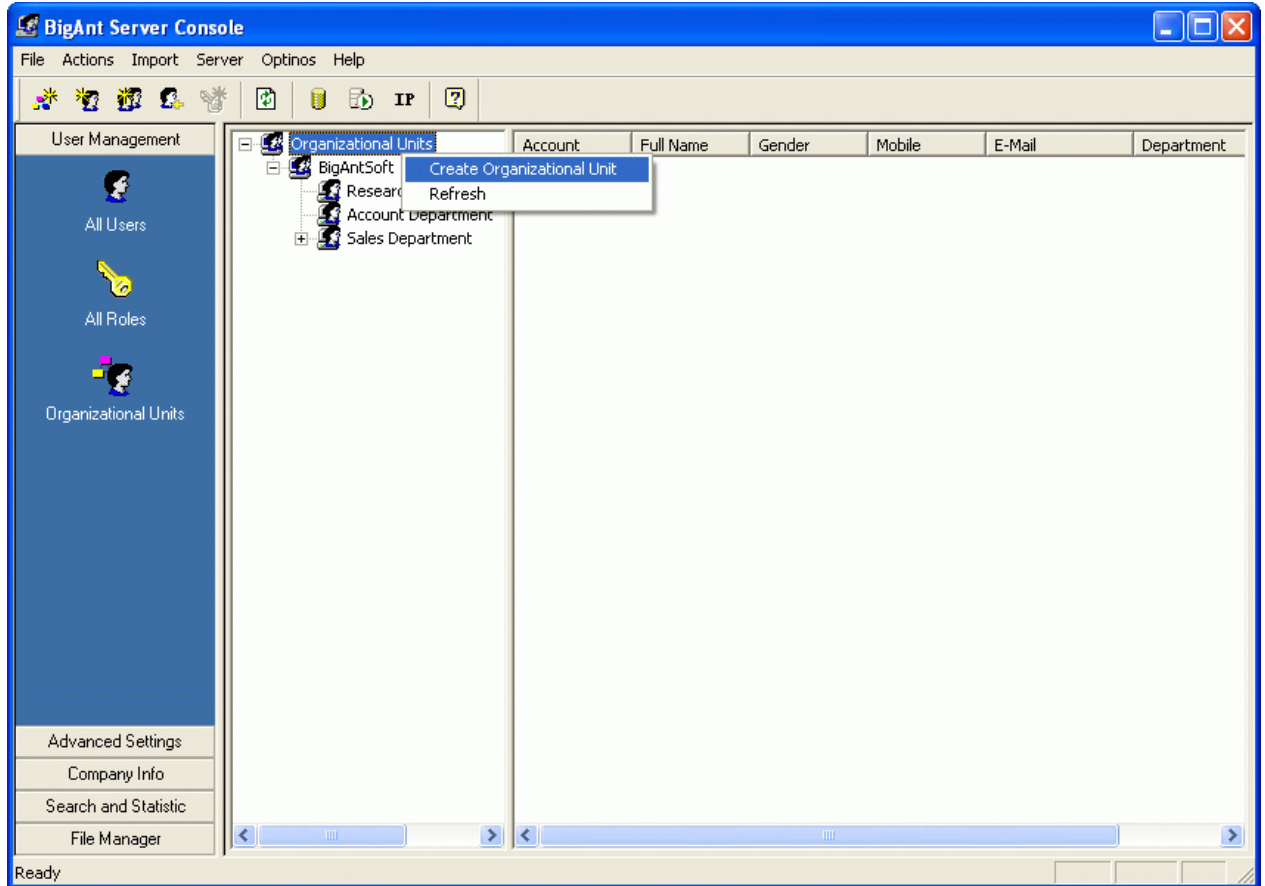 BigAnt Server Console
File Actions Import Server Optinos Help
IP
User Management
All Users
All Roles
Organizational Units
Advanced Settings
Company Info
Search and Statistic
File Manager
Organizational Units
BigAntSoft
Researc
Account Department
Sales Department
Create Organizational Unit
Refresh
Account Full Name Gender Mobile E-Mail Department
Ready